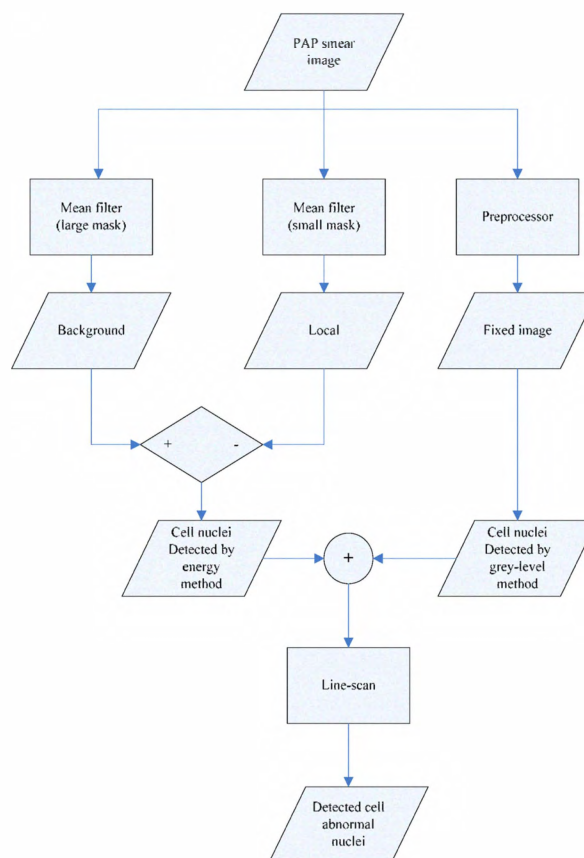 PAP smear
image
Mean filter
(large mask)
Mean filter
(small mask)
Preprocessor
Background
Local
Fixed image
+
-
Cell nuclei
Detected by
energy
method
+
Cell nuclei
Detected by
grey-level
method
Line-scan
Detected cell
abnormal
nuclei